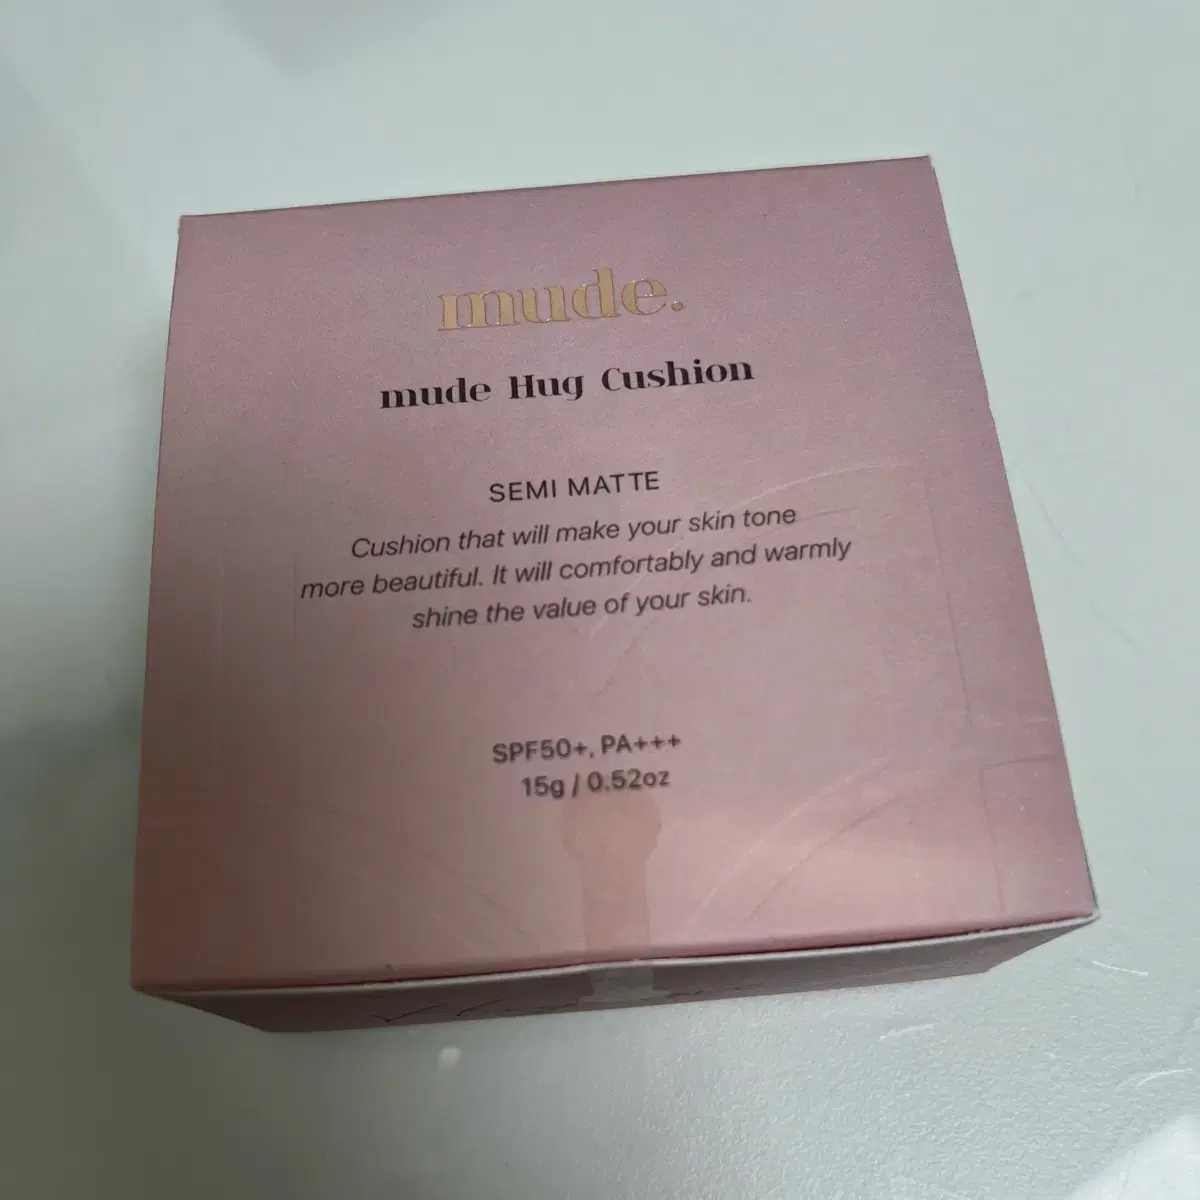 mude.
mude Hug Cushion
SEMI MATTE
Cushion that will make your skin tone
more beautiful. It will comfortably and warmly
shine the value of your skin.
SPF50+, PA+++
15g / 0.52oz